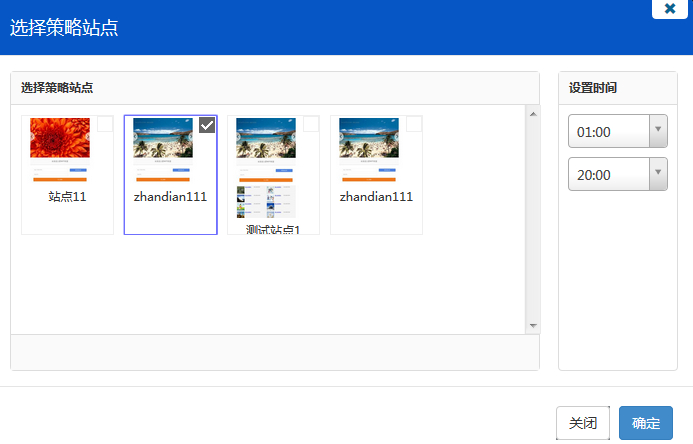 选择策略站点
选择策略站点
设置时间
01:00
20:00
站点11
zhandian111
测试站点1
zhandian111
关闭
确定